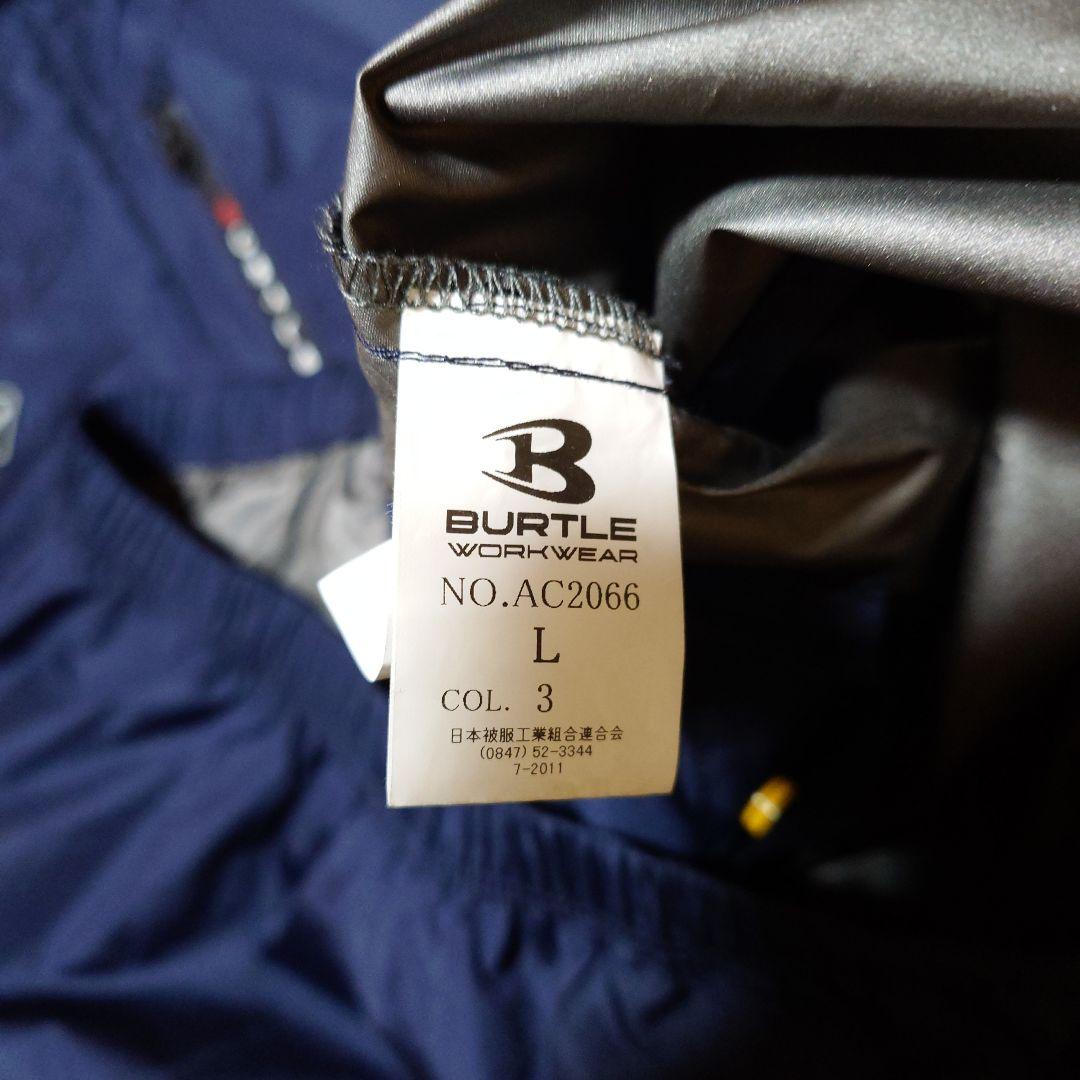 BURTLE
WORKWEAR
NO.AC2066
L
COL. 3
日本被服工業組合連合会
(0847)52-3344
7-2011